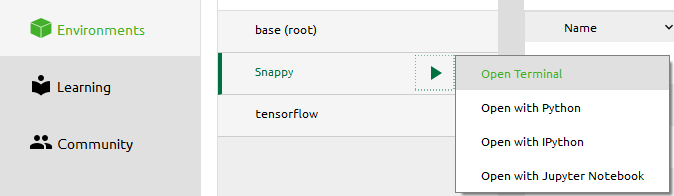 Environments
Learning
Community
base (root)
Snappy
tensorflow
Name
Open Terminal
Open with Python
Open with IPython
Open with Jupyter Notebook